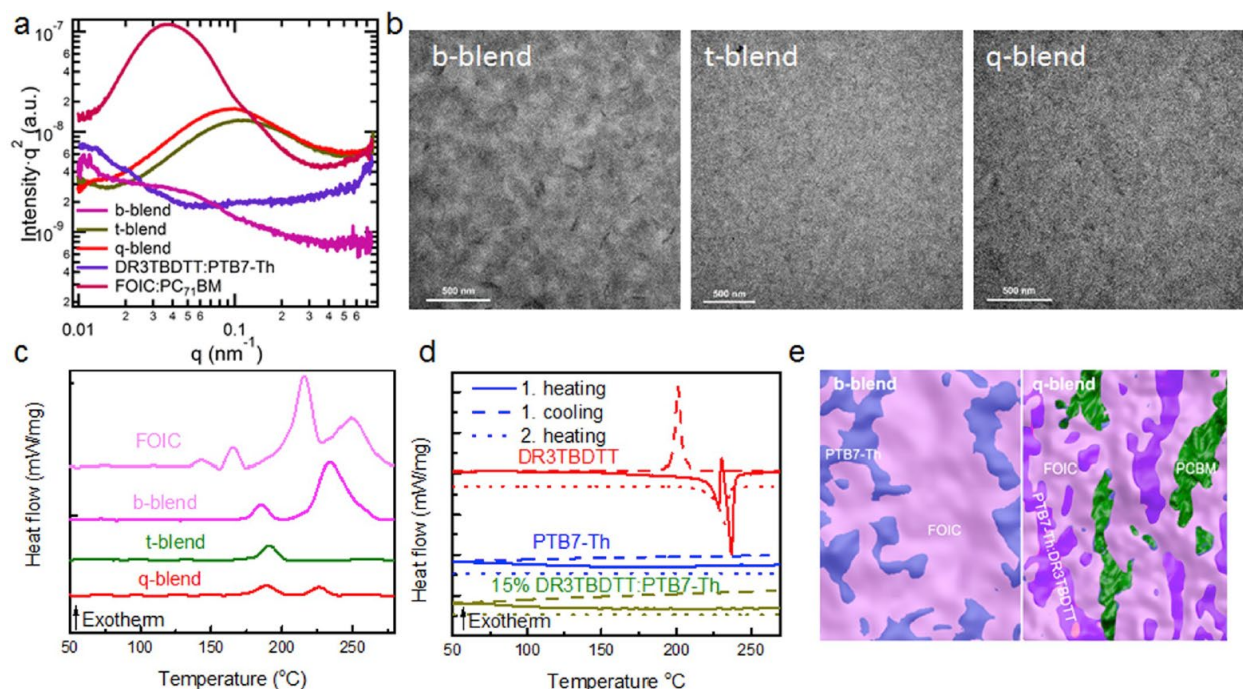 a
10⁻⁷
4
2
10⁻⁸
6
4
2
10⁻⁹
6
4
2
Intensity·q² (a.u.)
b-blend
t-blend
q-blend
DR3TBDTT:PTB7-Th
FOIC:PC₇₁BM
0.01
2
3
4
5
6
0.1
2
3
4
5
6
q (nm⁻¹)
b
b-blend
500 nm
t-blend
500 nm
q-blend
500 nm
c
Heat flow (mW/mg)
FOIC
b-blend
t-blend
q-blend
Exotherm
50 100 150 200 250
Temperature (°C)
d
Heat flow (mW/mg)
1. heating
1. cooling
2. heating
DR3TBDTT
PTB7-Th
15% DR3TBDTT:PTB7-Th
Exotherm
50 100 150 200 250
Temperature °C
e
b-blend
PTB7-Th
FOIC
q-blend
FOIC
PCBM
PTB7-Th:DR3TBDTT